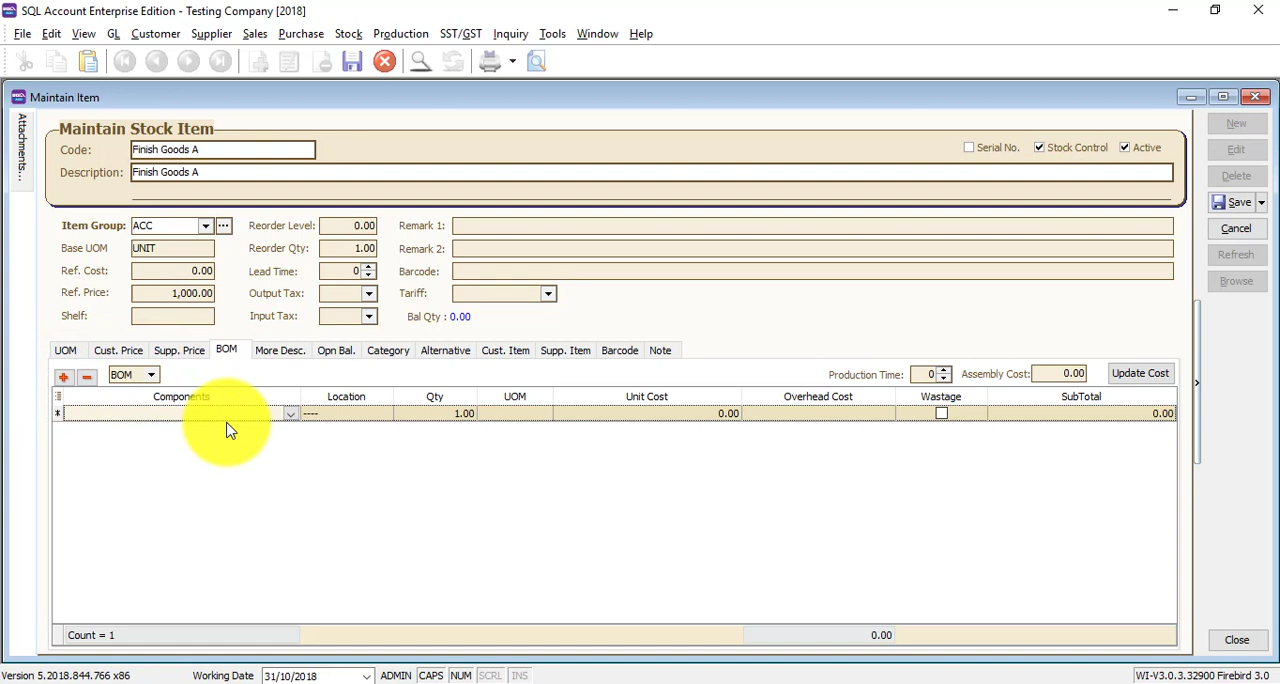 SQL Account Enterprise Edition - Testing Company [2018]
File Edit View GL Customer Supplier Sales Purchase Stock Production SST/GST Inquiry Tools Window Help
Maintain Item
Attachments...
Maintain Stock Item
Code: Finish Goods A
Serial No. Stock Control Active
Description: Finish Goods A
Item Group: ACC Reorder Level: 0.00 Remark 1:
Base UOM UNIT Reorder Qty: 1.00 Remark 2:
Ref. Cost: 0.00 Lead Time: 0 Barcode:
Ref. Price: 1,000.00 Output Tax: Tariff:
Shelf: Input Tax: Bal Qty : 0.00
UOM Cust. Price Supp. Price BOM More Desc. Opn Bal. Category Alternative Cust. Item Supp. Item Barcode Note
BOM Production Time: 0 Assembly Cost: 0.00 Update Cost
Components Location Qty UOM Unit Cost Overhead Cost Wastage SubTotal
* ---- 1.00 0.00 0.00
Count = 1 0.00
New
Edit
Delete
Save
Cancel
Refresh
Browse
Close
Version 5.2018.844.766 x86 Working Date 31/10/2018 ADMIN CAPS NUM SCRL INS WI-V3.0.3.32900 Firebird 3.0